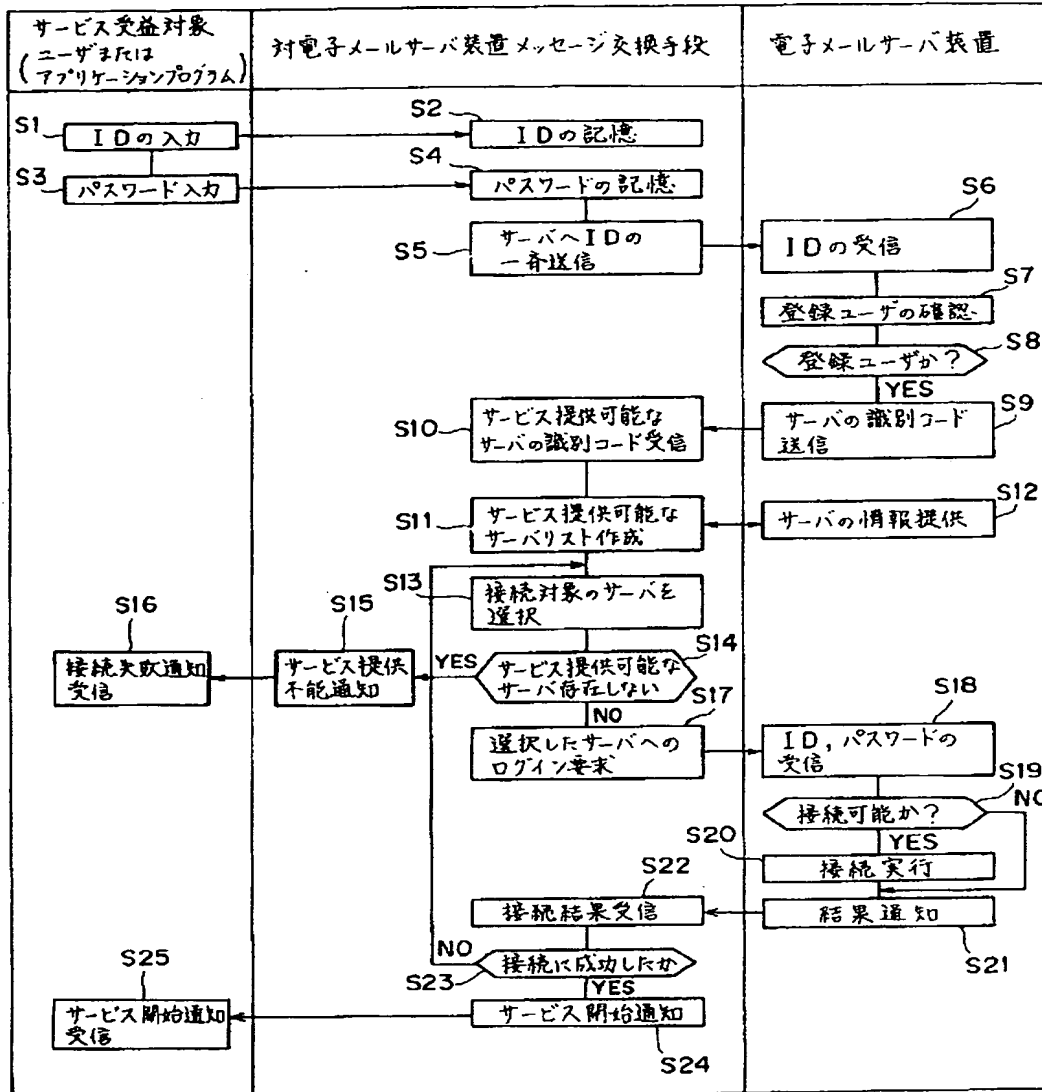 サービス受益対象
(ユーザまたは
アプリケーションプログラム)
対電子メールサーバ装置メッセージ交換手段
電子メールサーバ装置
S1
IDの入力
S2
IDの記憶
S3
パスワード入力
S4
パスワードの記憶
S5
サーバへIDの
一斉送信
S6
IDの受信
S7
登録ユーザの確認
S8
登録ユーザか?
YES
S9
サーバの識別コード
送信
S10
サービス提供可能な
サーバの識別コード受信
S11
サービス提供可能な
サーバリスト作成
S12
サーバの情報提供
S13
接続対象のサーバを
選択
S14
サービス提供可能な
サーバ存在しない
YES
NO
S15
サービス提供
不能通知
S16
接続失敗通知
受信
S17
選択したサーバへの
ログイン要求
S18
ID,パスワードの
受信
S19
接続可能か?
NO
YES
S20
接続実行
S21
結果通知
S22
接続結果受信
S23
接続に成功したか
NO
YES
S24
サービス開始通知
S25
サービス開始通知
受信